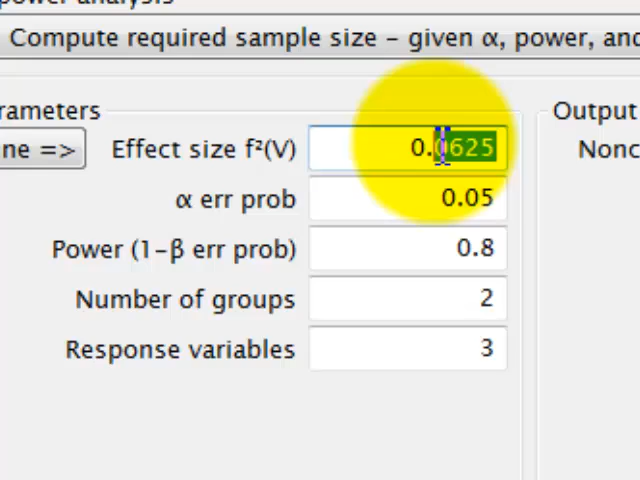 power analysis
Compute required sample size – given α, power, and
rameters
Output
ne => Effect size f²(V) 0.0625 Nonc
α err prob 0.05
Power (1−β err prob) 0.8
Number of groups 2
Response variables 3